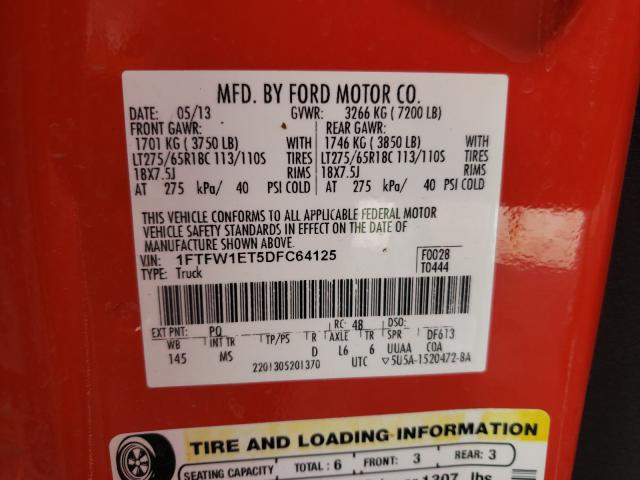 MFD. BY FORD MOTOR CO.
DATE: 05/13 GVWR: 3266 KG ( 7200 LB)
FRONT GAWR: REAR GAWR:
1701 KG ( 3750 LB) WITH 1746 KG ( 3850 LB) WITH
LT275/65R18C 113/110S TIRES LT275/65R18C 113/110S TIRES
18X7.5J RIMS 18X7.5J RIMS
AT 275 kPa/ 40 PSI COLD AT 275 kPa/ 40 PSI COLD
THIS VEHICLE CONFORMS TO ALL APPLICABLE FEDERAL MOTOR
VEHICLE SAFETY STANDARDS IN EFFECT ON THE DATE OF
MANUFACTURE SHOWN ABOVE.
VIN: 1FTFW1ET5DFC64125 F0028
TYPE: Truck T0444
EXT PNT: PQ RC: 48 DSO:
WB INT TR TP/PS R AXLE TR SPR DF613
145 MS D L6 6 UUAA COA
2201305201370 UTC ▽5U5A-1520472-BA
TIRE AND LOADING INFORMATION
SEATING CAPACITY TOTAL : 6 FRONT: 3 REAR: 3
1207 lbs